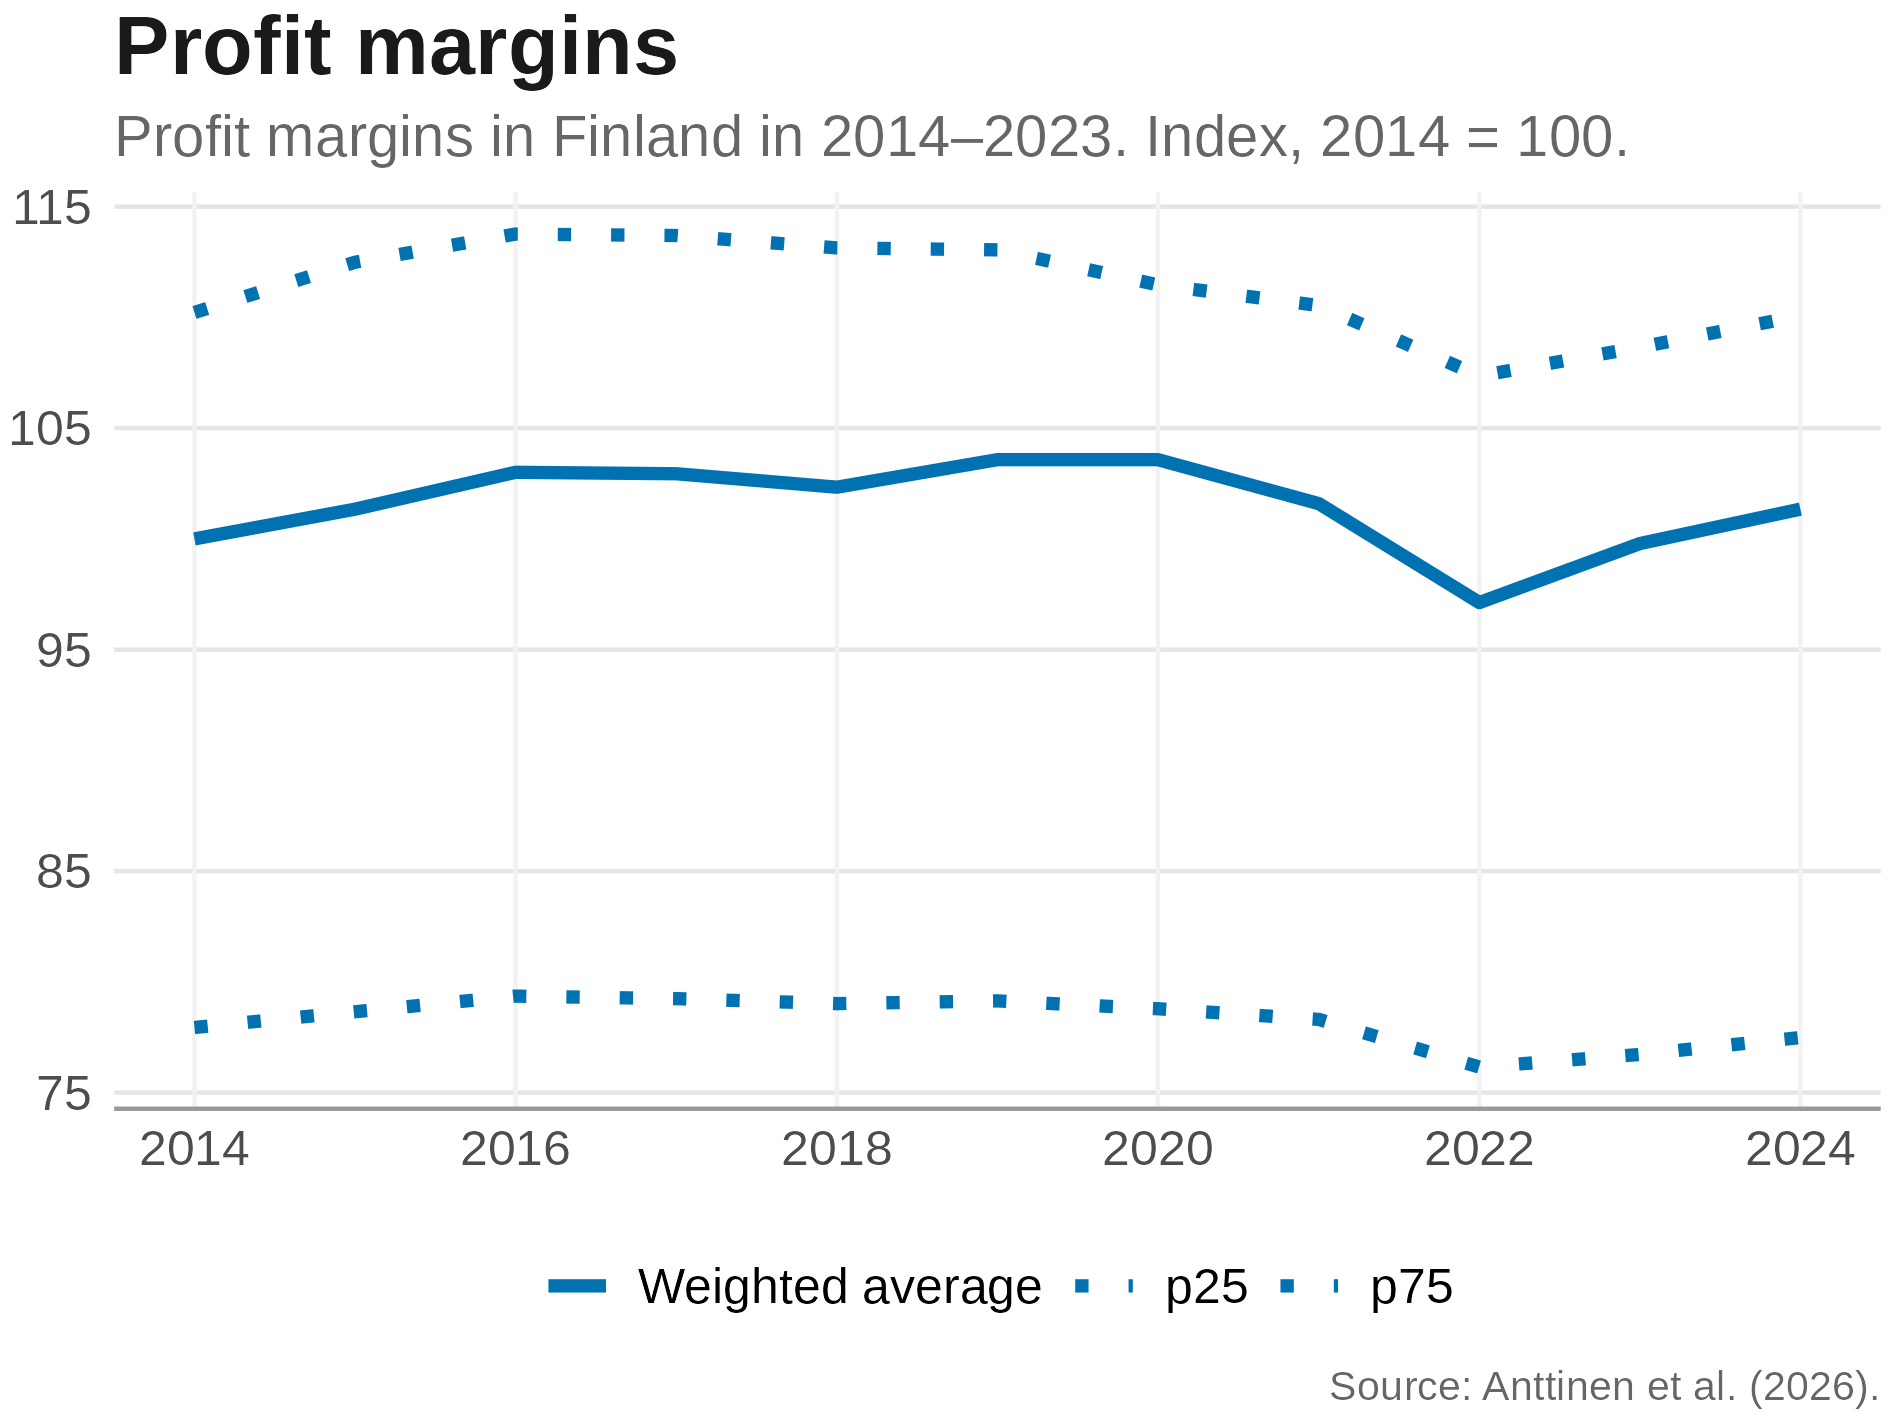 Profit margins
Profit margins in Finland in 2014–2023. Index, 2014 = 100.
115
105
95
85
75
2014 2016 2018 2020 2022 2024
Weighted average p25 p75
Source: Anttinen et al. (2026).